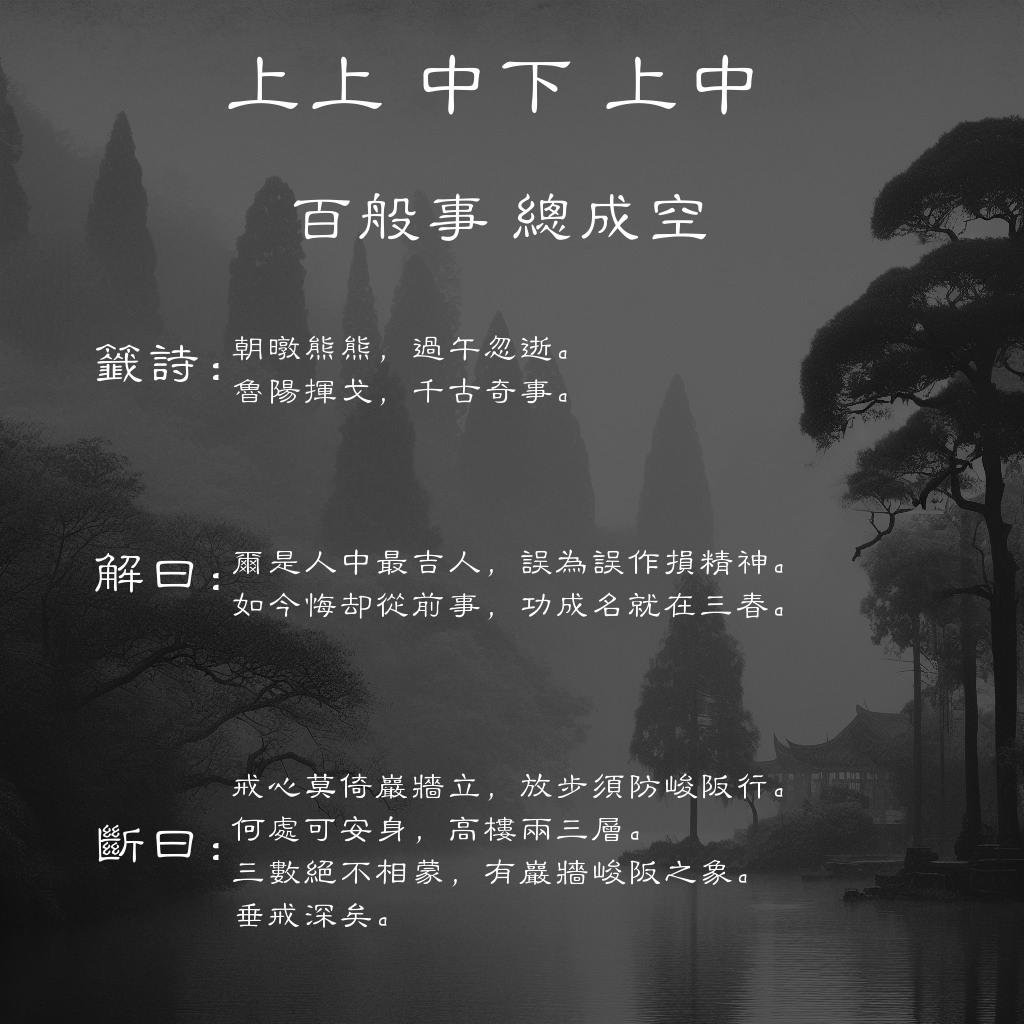 上上 中下 上中
百般事 總成空
籤詩：
朝暾熊熊，過午忽逝。
魯陽揮戈，千古奇事。
解曰：
爾是人中最吉人，誤為誤作損精神。
如今悔却從前事，功成名就在三春。
斷曰：
戒心莫倚巖牆立，放步須防峻阪行。
何處可安身，高樓兩三層。
三數絕不相蒙，有巖牆峻阪之象。
垂戒深矣。